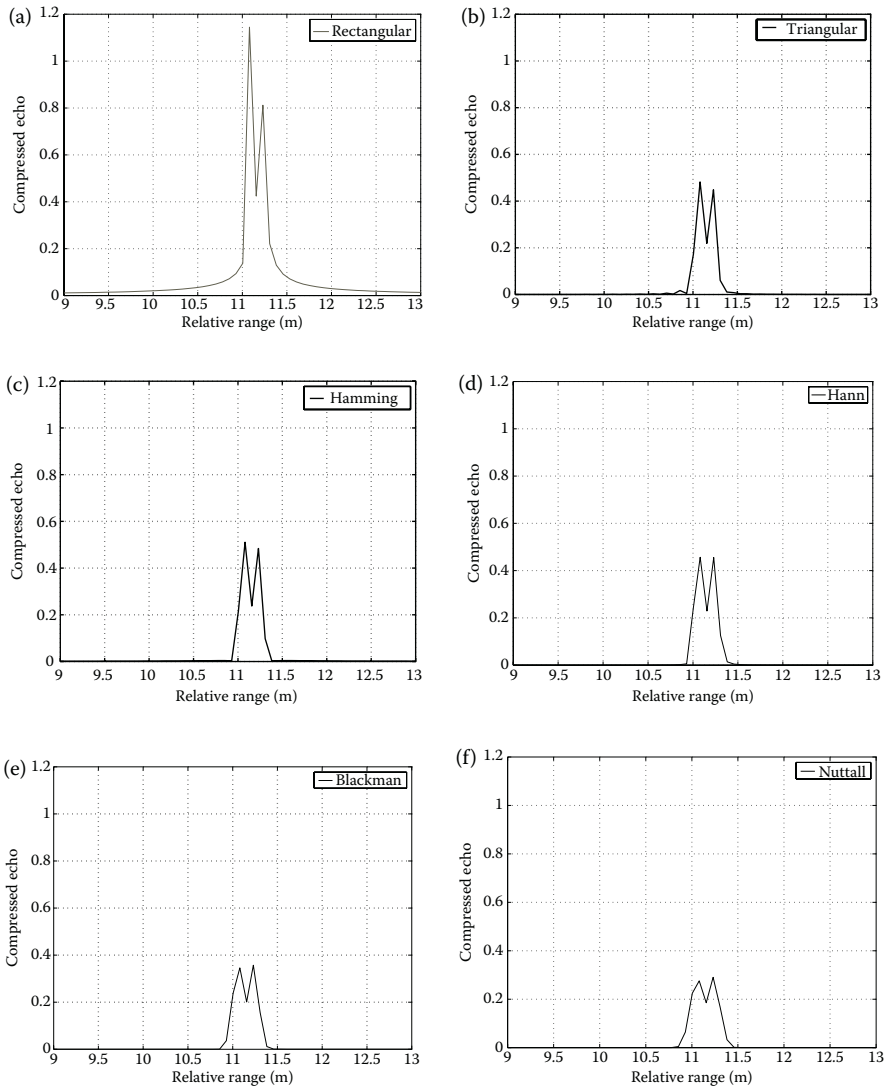 (a)
Rectangular
1.2
1
0.8
0.6
0.4
0.2
0
Compressed echo
9 9.5 10 10.5 11 11.5 12 12.5 13
Relative range (m)
(b)
Triangular
1.2
1
0.8
0.6
0.4
0.2
0
Compressed echo
9 9.5 10 10.5 11 11.5 12 12.5 13
Relative range (m)
(c)
Hamming
1.2
1
0.8
0.6
0.4
0.2
0
Compressed echo
9 9.5 10 10.5 11 11.5 12 12.5 13
Relative range (m)
(d)
Hann
1.2
1
0.8
0.6
0.4
0.2
0
Compressed echo
9 9.5 10 10.5 11 11.5 12 12.5 13
Relative range (m)
(e)
Blackman
1.2
1
0.8
0.6
0.4
0.2
0
Compressed echo
9 9.5 10 10.5 11 11.5 12 12.5 13
Relative range (m)
(f)
Nuttall
1.2
1
0.8
0.6
0.4
0.2
0
Compressed echo
9 9.5 10 10.5 11 11.5 12 12.5 13
Relative range (m)